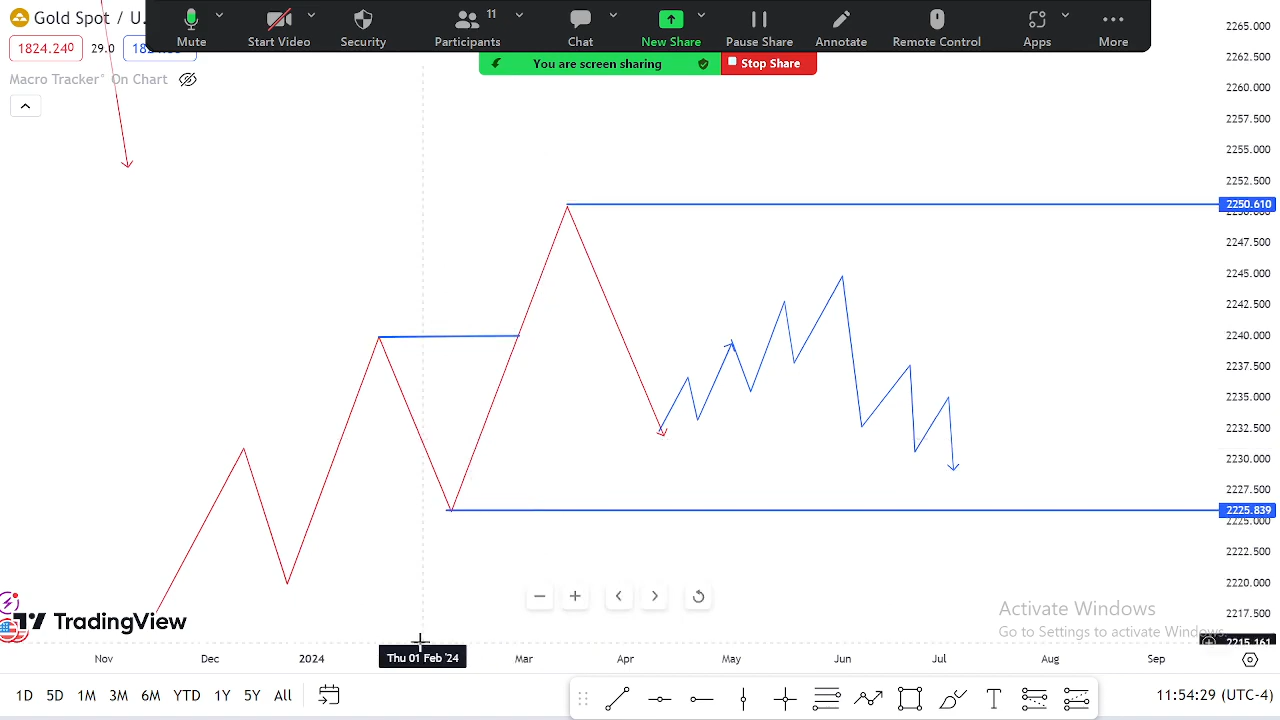 Gold Spot / U.
11
Mute
Start Video
Security
Participants
Chat
New Share
Pause Share
Annotate
Remote Control
Apps
More
1824.240
29.0
You are screen sharing
Stop Share
Macro Tracker° On Chart
2265.000
2262.500
2260.000
2257.500
2255.000
2252.500
2250.610
2250.000
2247.500
2245.000
2242.500
2240.000
2237.500
2235.000
2232.500
2230.000
2227.500
2225.839
2225.000
2222.500
2220.000
2217.500
2215.161
TradingView
Activate Windows
Go to Settings to activate Windows.
Nov
Dec
2024
Thu 01 Feb '24
Mar
Apr
May
Jun
Jul
Aug
Sep
1D 5D 1M 3M 6M YTD 1Y 5Y All
T
11:54:29 (UTC-4)